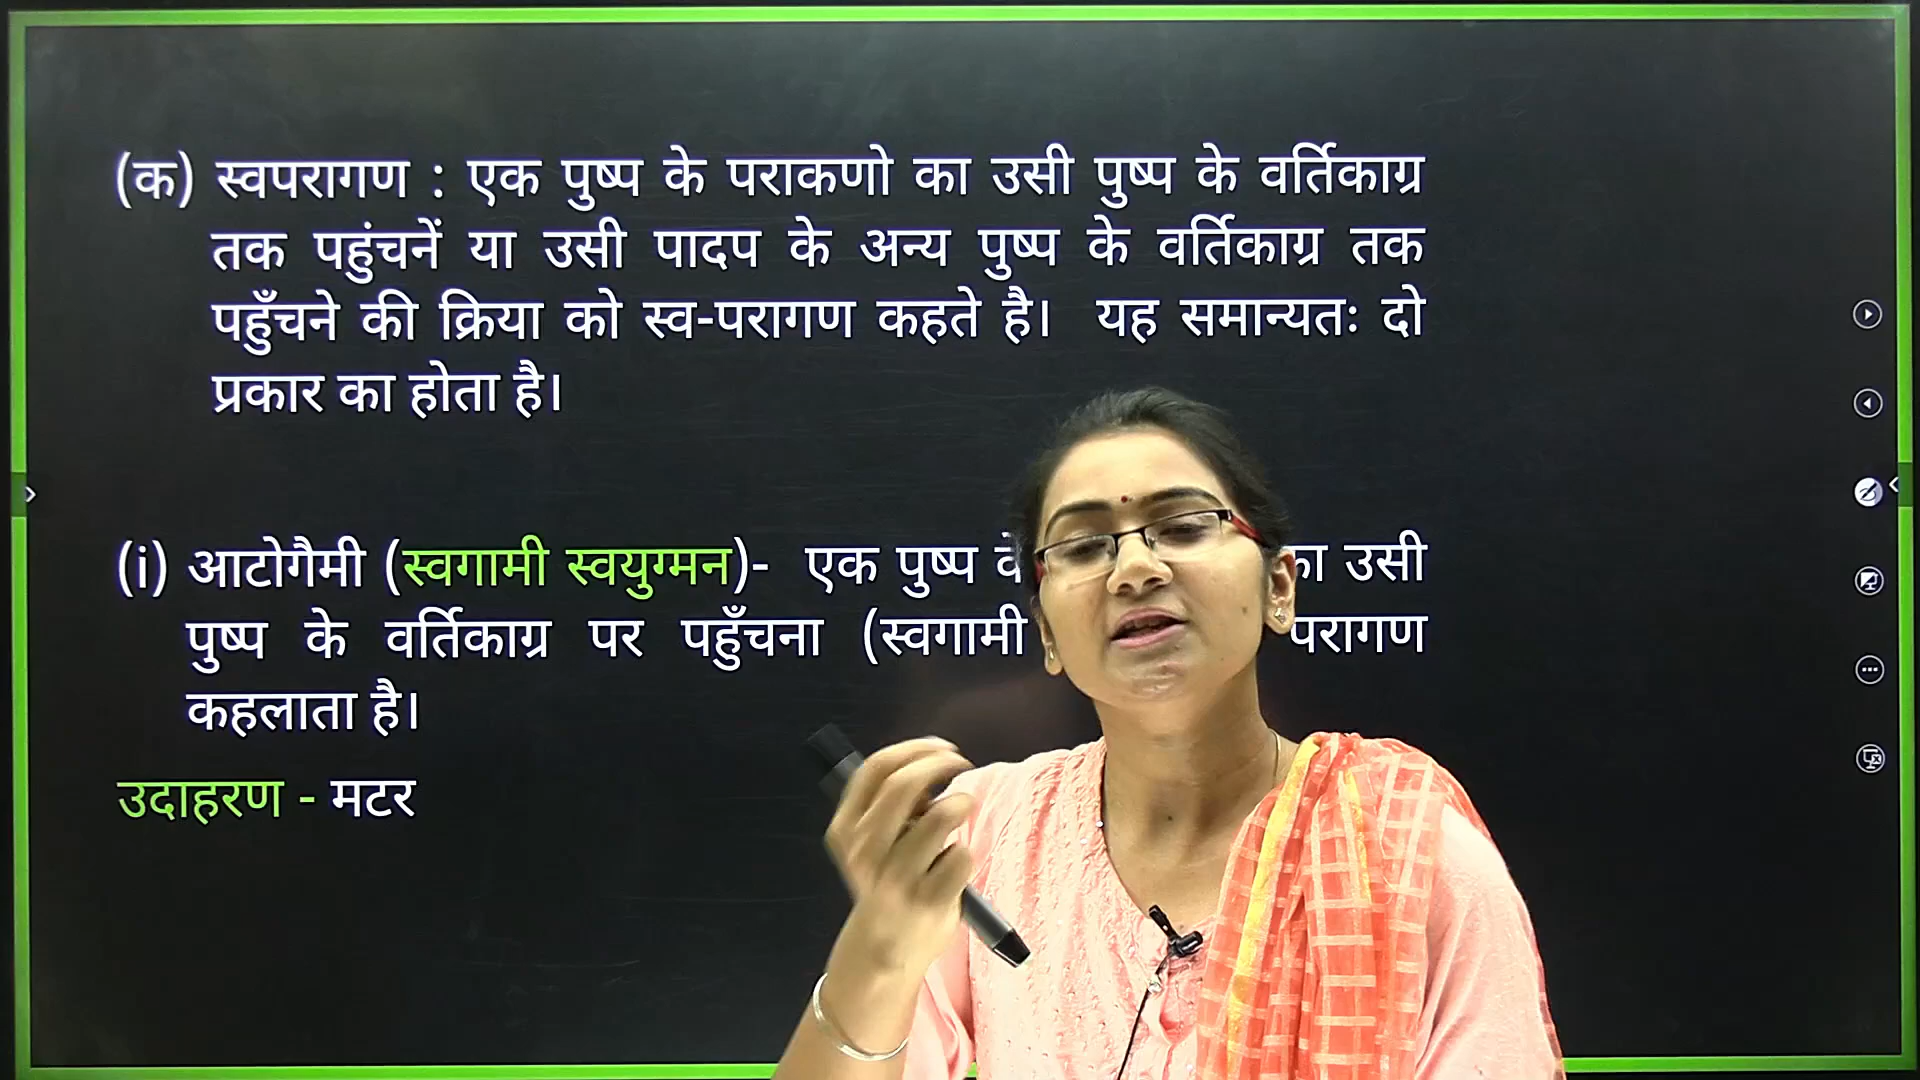 (क) स्वपरागण : एक पुष्प के पराकणो का उसी पुष्प के वर्तिकाग्र
तक पहुंचनें या उसी पादप के अन्य पुष्प के वर्तिकाग्र तक
पहुँचने की क्रिया को स्व-परागण कहते है। यह समान्यतः दो
प्रकार का होता है।
(i) आटोगैमी (स्वगामी स्वयुग्मन)- एक पुष्प का उसी
पुष्प के वर्तिकाग्र पर पहुँचना (स्वगामी परागण
कहलाता है।
उदाहरण - मटर